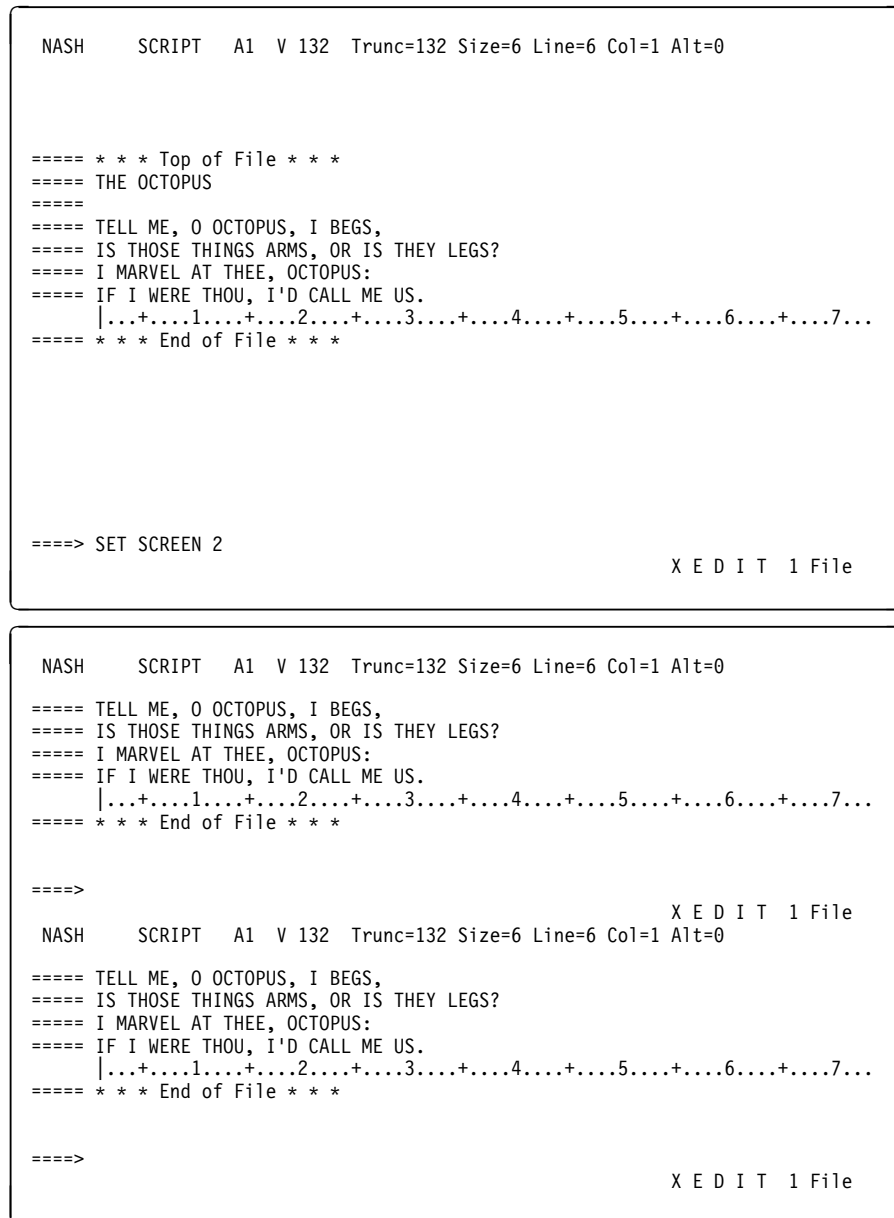 NASH     SCRIPT   A1  V 132  Trunc=132 Size=6 Line=6 Col=1 Alt=0
===== * * * Top of File * * *
===== THE OCTOPUS
=====
===== TELL ME, O OCTOPUS, I BEGS,
===== IS THOSE THINGS ARMS, OR IS THEY LEGS?
===== I MARVEL AT THEE, OCTOPUS:
===== IF I WERE THOU, I'D CALL ME US.
|...+....1....+....2....+....3....+....4....+....5....+....6....+....7...
===== * * * End of File * * *
====> SET SCREEN 2
X E D I T  1 File
NASH     SCRIPT   A1  V 132  Trunc=132 Size=6 Line=6 Col=1 Alt=0
===== TELL ME, O OCTOPUS, I BEGS,
===== IS THOSE THINGS ARMS, OR IS THEY LEGS?
===== I MARVEL AT THEE, OCTOPUS:
===== IF I WERE THOU, I'D CALL ME US.
|...+....1....+....2....+....3....+....4....+....5....+....6....+....7...
===== * * * End of File * * *
====>
X E D I T  1 File
NASH     SCRIPT   A1  V 132  Trunc=132 Size=6 Line=6 Col=1 Alt=0
===== TELL ME, O OCTOPUS, I BEGS,
===== IS THOSE THINGS ARMS, OR IS THEY LEGS?
===== I MARVEL AT THEE, OCTOPUS:
===== IF I WERE THOU, I'D CALL ME US.
|...+....1....+....2....+....3....+....4....+....5....+....6....+....7...
===== * * * End of File * * *
====>
X E D I T  1 File